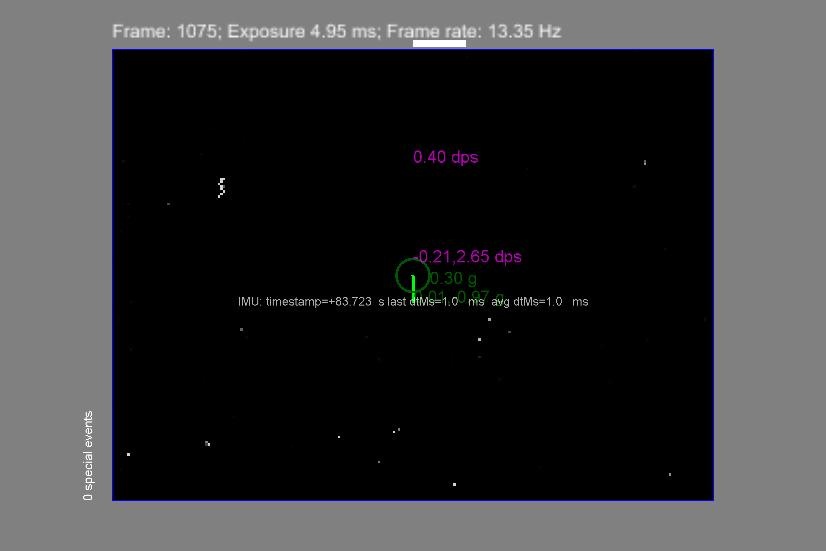 Frame: 1075; Exposure 4.95 ms; Frame rate: 13.35 Hz
0.40 dps
-0.21,2.65 dps
0.30 g
IMU: timestamp=+83.723 s last dtMs=1.0 ms avg dtMs=1.0 ms
0 special events